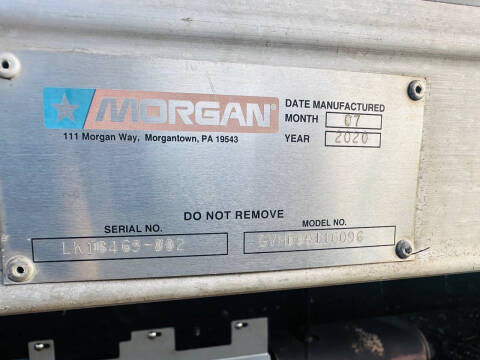 MORGAN®
DATE MANUFACTURED
MONTH 07
111 Morgan Way, Morgantown, PA 19543
YEAR 2020
DO NOT REMOVE
SERIAL NO.
MODEL NO.